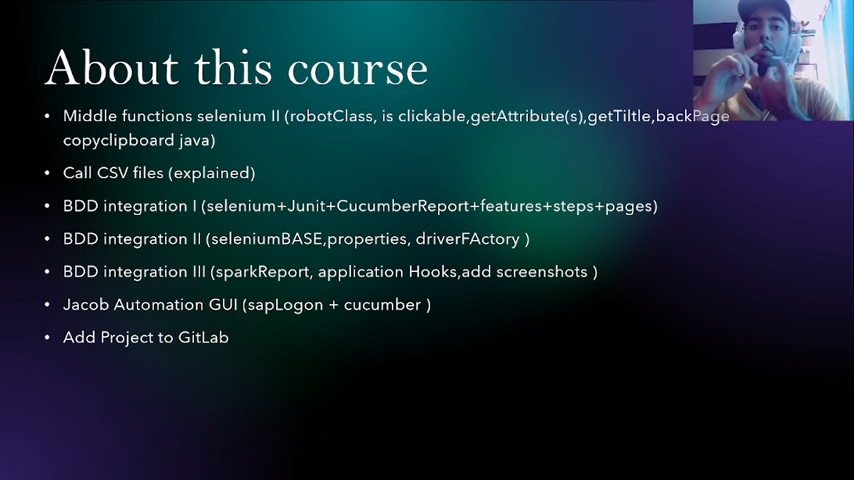 About this course
• Middle functions selenium II (robotClass, is clickable,getAttribute(s),getTiltle,backPage
copyclipboard java)
• Call CSV files (explained)
• BDD integration I (selenium+Junit+CucumberReport+features+steps+pages)
• BDD integration II (seleniumBASE,properties, driverFActory )
• BDD integration III (sparkReport, application Hooks,add screenshots )
• Jacob Automation GUI (sapLogon + cucumber )
• Add Project to GitLab